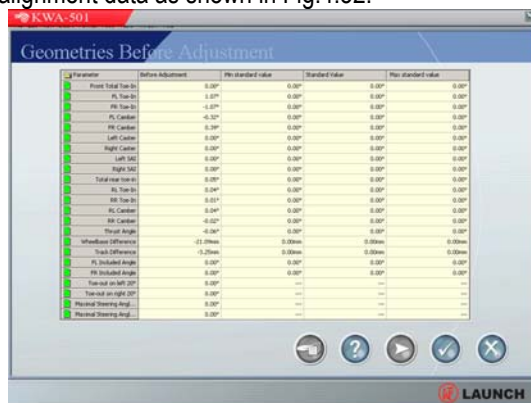 alignment data as shown in Fig.4.62.
KWA-501
Geometries Before Adjustment
Parameter Before Adjustment Min standard value Standard Value Max standard value
Front Total Toe-In 0.00° 0.00° 0.00° 0.00°
FL Toe-In 1.07° 0.00° 0.00° 0.00°
FR Toe-In -1.07° 0.00° 0.00° 0.00°
FL Camber -0.32° 0.00° 0.00° 0.00°
FR Camber 0.39° 0.00° 0.00° 0.00°
Left Caster 0.00° 0.00° 0.00° 0.00°
Right Caster 0.00° 0.00° 0.00° 0.00°
Left SAI 0.00° 0.00° 0.00° 0.00°
Right SAI 0.00° 0.00° 0.00° 0.00°
Total rear toe-in 0.05° 0.00° 0.00° 0.00°
RL Toe-In 0.04° 0.00° 0.00° 0.00°
RR Toe-In 0.01° 0.00° 0.00° 0.00°
RL Camber 0.04° 0.00° 0.00° 0.00°
RR Camber -0.02° 0.00° 0.00° 0.00°
Thrust Angle -0.06° 0.00° 0.00° 0.00°
Wheelbase Difference -21.09mm 0.00mm 0.00mm 0.00mm
Track Difference -3.25mm 0.00mm 0.00mm 0.00mm
FL Included Angle 0.00° 0.00° 0.00° 0.00°
FR Included Angle 0.00° 0.00° 0.00° 0.00°
Toe-out on left 20° 0.00° --- --- ---
Toe-out on right 20° 0.00° --- --- ---
Maximal Steering Angl... 0.00° --- --- ---
Maximal Steering Angl... 0.00° --- --- ---
LAUNCH